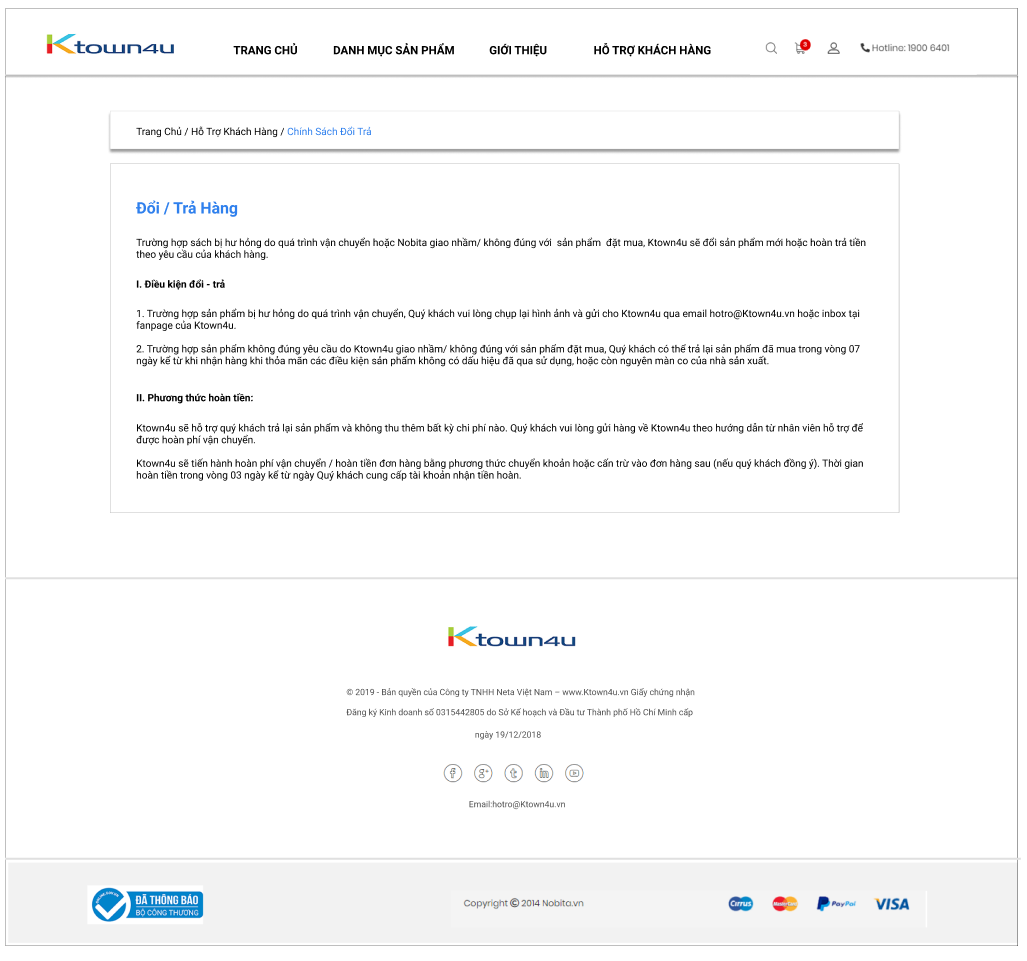 Ktown4u
TRANG CHỦ
DANH MỤC SẢN PHẨM
GIỚI THIỆU
HỖ TRỢ KHÁCH HÀNG
3
Hotline: 1900 6401
Trang Chủ / Hỗ Trợ Khách Hàng / Chính Sách Đổi Trả
Đổi / Trả Hàng
Trường hợp sách bị hư hỏng do quá trình vận chuyển hoặc Nobita giao nhầm/ không đúng với sản phẩm đặt mua, Ktown4u sẽ đổi sản phẩm mới hoặc hoàn trả tiền
theo yêu cầu của khách hàng.
I. Điều kiện đổi - trả
1. Trường hợp sản phẩm bị hư hỏng do quá trình vận chuyển, Quý khách vui lòng chụp lại hình ảnh và gửi cho Ktown4u qua email hotro@Ktown4u.vn hoặc inbox tại
fanpage của Ktown4u.
2. Trường hợp sản phẩm không đúng yêu cầu do Ktown4u giao nhầm/ không đúng với sản phẩm đặt mua, Quý khách có thể trả lại sản phẩm đã mua trong vòng 07
ngày kể từ khi nhận hàng khi thỏa mãn các điều kiện sản phẩm không có dấu hiệu đã qua sử dụng, hoặc còn nguyên màn co của nhà sản xuất.
II. Phương thức hoàn tiền:
Ktown4u sẽ hỗ trợ quý khách trả lại sản phẩm và không thu thêm bất kỳ chi phí nào. Quý khách vui lòng gửi hàng về Ktown4u theo hướng dẫn từ nhân viên hỗ trợ để
được hoàn phí vận chuyển.
Ktown4u sẽ tiến hành hoàn phí vận chuyển / hoàn tiền đơn hàng bằng phương thức chuyển khoản hoặc cấn trừ vào đơn hàng sau (nếu quý khách đồng ý). Thời gian
hoàn tiền trong vòng 03 ngày kể từ ngày Quý khách cung cấp tài khoản nhận tiền hoàn.
Ktown4u
© 2019 - Bản quyền của Công ty TNHH Neta Việt Nam – www.Ktown4u.vn Giấy chứng nhận
Đăng ký Kinh doanh số 0315442805 do Sở Kế hoạch và Đầu tư Thành phố Hồ Chí Minh cấp
ngày 19/12/2018
Email:hotro@Ktown4u.vn
ĐÃ THÔNG BÁO
BỘ CÔNG THƯƠNG
Copyright © 2014 Nobita.vn
Cirrus
MasterCard
PayPal
VISA